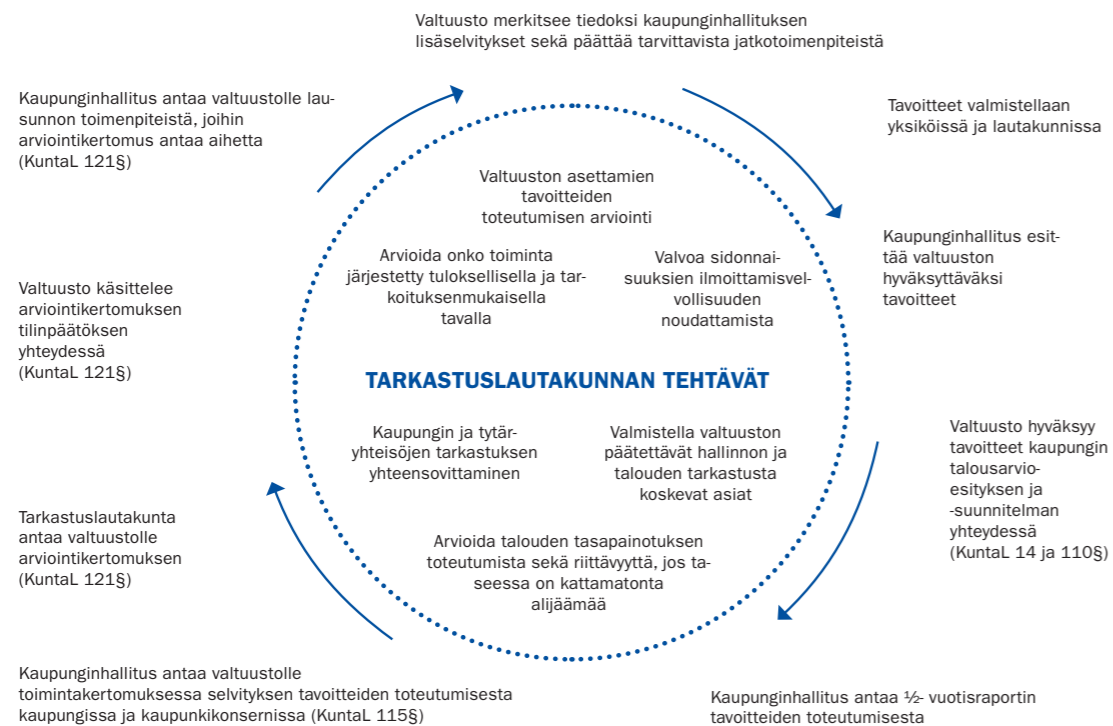 Valtuusto merkitsee tiedoksi kaupunginhallituksen
lisäselvitykset sekä päättää tarvittavista jatkotoimenpiteistä
Tavoitteet valmistellaan
yksiköissä ja lautakunnissa
Kaupunginhallitus esit-
tää valtuuston
hyväksyttäväksi
tavoitteet
Valtuusto hyväksyy
tavoitteet kaupungin
talousarvio-
esityksen ja
-suunnitelman
yhteydessä
(KuntaL 14 ja 110§)
Kaupunginhallitus antaa ½- vuotisraportin
tavoitteiden toteutumisesta
Kaupunginhallitus antaa valtuustolle
toimintakertomuksessa selvityksen tavoitteiden toteutumisesta
kaupungissa ja kaupunkikonsernissa (KuntaL 115§)
Tarkastuslautakunta
antaa valtuustolle
arviointikertomuksen
(KuntaL 121§)
Valtuusto käsittelee
arviointikertomuksen
tilinpäätöksen
yhteydessä
(KuntaL 121§)
Kaupunginhallitus antaa valtuustolle lau-
sunnon toimenpiteistä, joihin
arviointikertomus antaa aihetta
(KuntaL 121§)
Valtuuston asettamien
tavoitteiden
toteutumisen arviointi
Arvioida onko toiminta
järjestetty tuloksellisella ja tar-
koituksenmukaisella
tavalla
Valvoa sidonnai-
suuksien ilmoittamisvel-
vollisuuden
noudattamista
TARKASTUSLAUTAKUNNAN TEHTÄVÄT
Kaupungin ja tytär-
yhteisöjen tarkastuksen
yhteensovittaminen
Valmistella valtuuston
päätettävät hallinnon ja
talouden tarkastusta
koskevat asiat
Arvioida talouden tasapainotuksen
toteutumista sekä riittävyyttä, jos ta-
seessa on kattamatonta
alijäämää